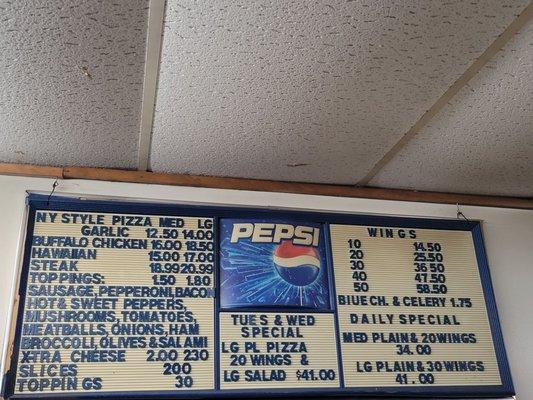 NY STYLE PIZZA MED LG
GARLIC 12.50 14.00
BUFFALO CHICKEN 16.00 18.50
HAWAIIAN 15.00 17.00
STEAK 18.99 20.99
TOPPINGS: 1.50 1.80
SAUSAGE, PEPPERONI, BACON
HOT & SWEET PEPPERS,
MUSHROOMS, TOMATOES,
MEATBALLS, ONIONS, HAM
BROCCOLI, OLIVES & SALAMI
X-TRA CHEESE 2.00 230
SLICES 200
TOPPINGS 30
PEPSI
TUES & WED
SPECIAL
LG PL PIZZA
20 WINGS &
LG SALAD $41.00
WINGS
10 14.50
20 25.50
30 36.50
40 47.50
50 58.50
BIUE CH. & CELERY 1.75
DAILY SPECIAL
MED PLAIN & 20 WINGS
34.00
LG PLAIN & 30 WINGS
41.00